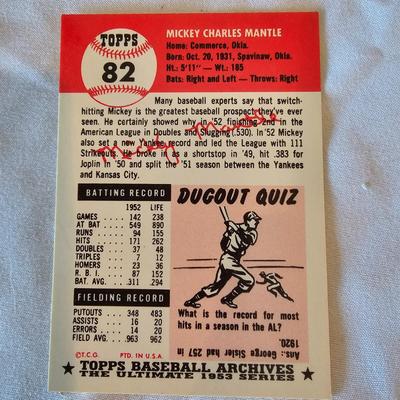 TOPPS
82
MICKEY CHARLES MANTLE
Home: Commerce, Okla.
Born: Oct. 20, 1931, Spavinaw, Okla.
Ht.: 5'11" – Wt.: 185
Bats: Right and Left – Throws: Right
Many baseball experts say that switch-
hitting Mickey is the greatest baseball prospect they've ever
seen. He certainly showed why in '52 finishing 2nd in the
American League in Doubles and Slugging (.530). In '52 Mickey
also set a new Yankee record and led the League with 111
Strikeouts. He broke in as a shortstop in '49, hit .383 for
Joplin in '50 and split the '51 season between the Yankees
and Kansas City.
Mickey Mantle
BATTING RECORD
1952 LIFE
GAMES 142 238
AT BAT 549 890
RUNS 94 155
HITS 171 262
DOUBLES 37 48
TRIPLES 7 12
HOMERS 23 36
R. B. I. 87 152
BAT. AVG. .311 .294
FIELDING RECORD
PUTOUTS 348 483
ASSISTS 16 20
ERRORS 14 20
FIELD AVG. .963 .962
©T.C.G. PTD. IN U.S.A.
DUGOUT QUIZ
What is the record for most
hits in a season in the AL?
Ans.: George Sisler had 257 in
1920.
★TOPPS BASEBALL ARCHIVES★
THE ULTIMATE 1953 SERIES